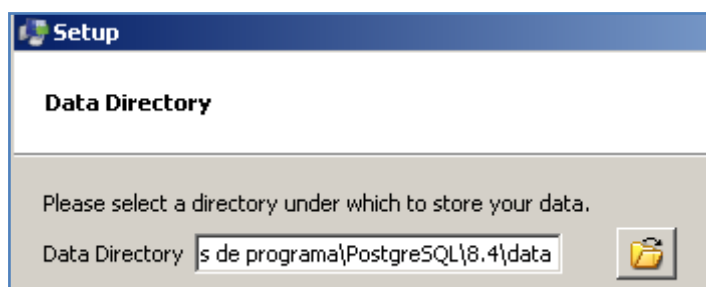 Setup
Data Directory
Please select a directory under which to store your data.
Data Directory s de programa\PostgreSQL\8.4\data